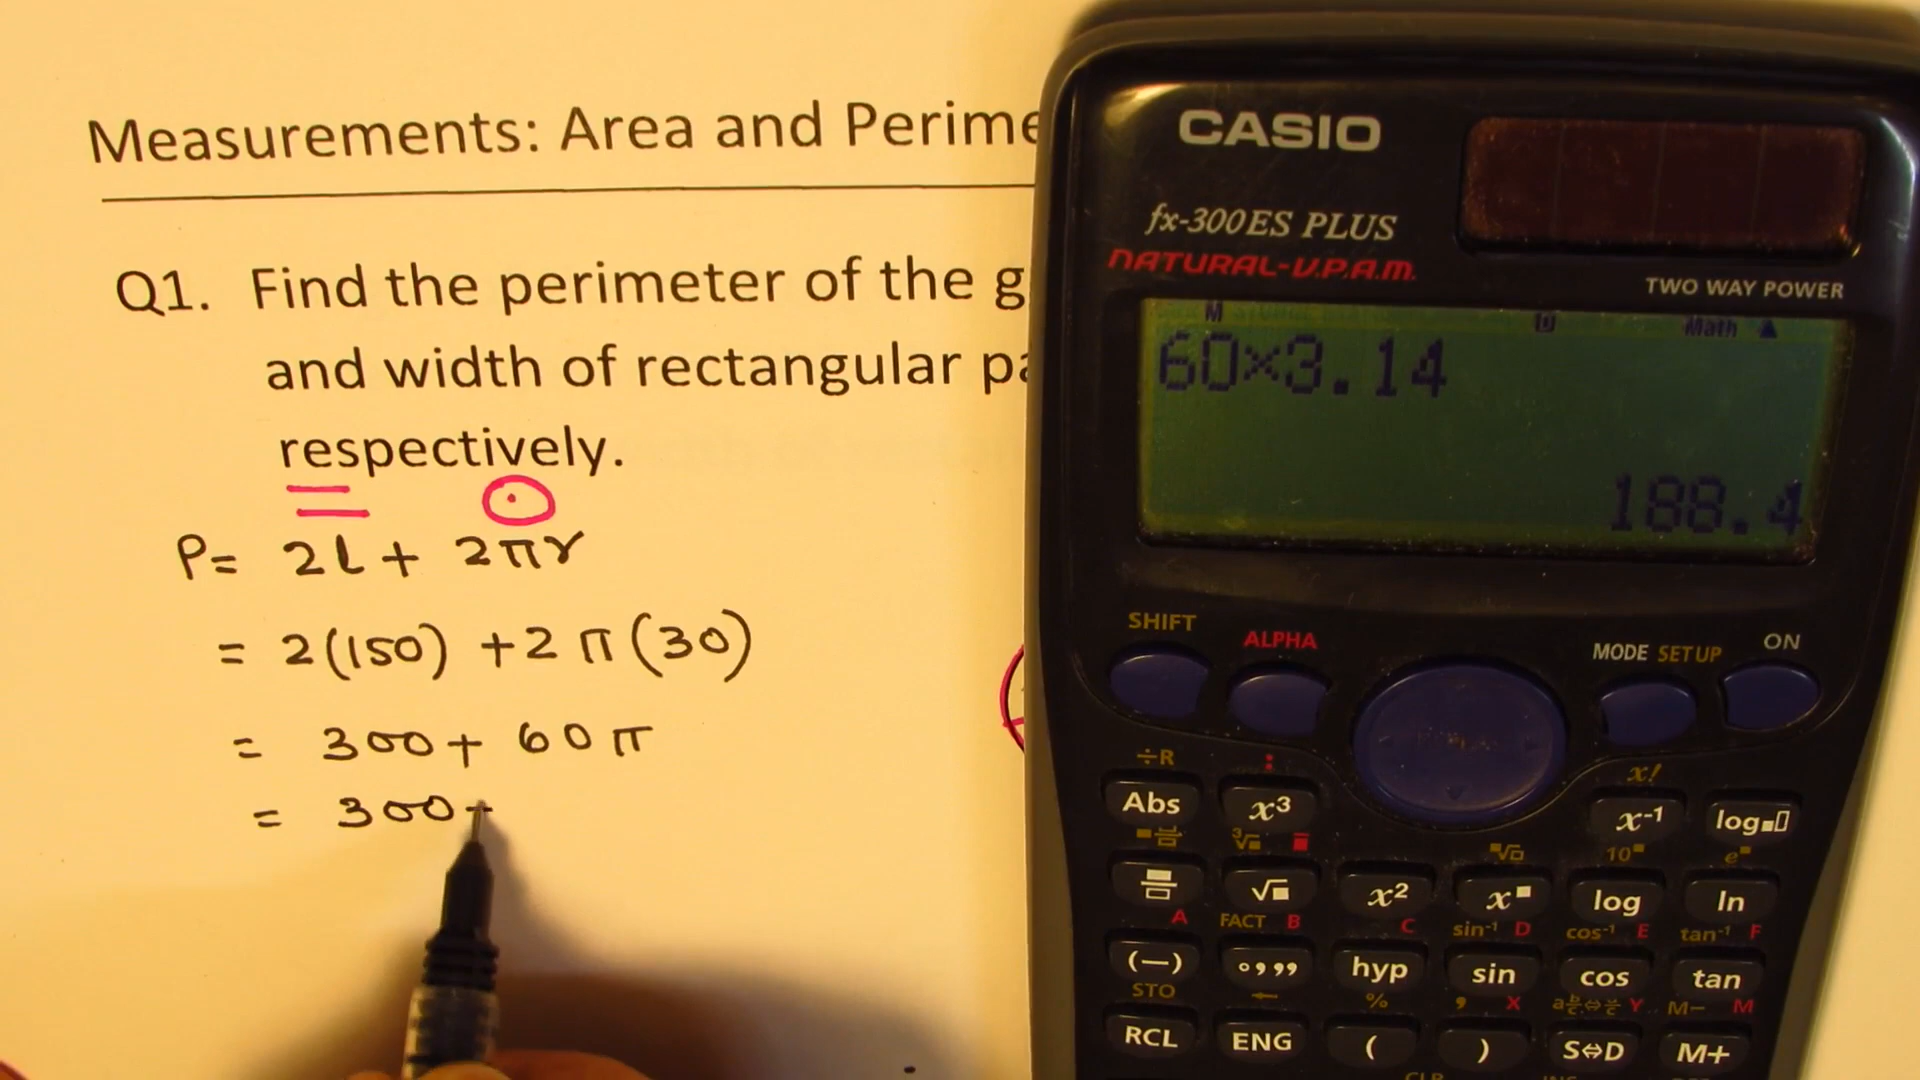 Measurements: Area and Perime
Q1. Find the perimeter of the g
and width of rectangular pa
respectively.
P= 2L + 2πr
= 2(150) + 2π(30)
= 300 + 60π
= 300 +
CASIO
fx-300ES PLUS
NATURAL-V.P.A.M.
TWO WAY POWER
M D Math ▲
60×3.14
188.4
SHIFT ALPHA MODE SETUP ON
÷R : x!
Abs x³ x⁻¹ log
10 e
√ x² x log ln
A FACT B C sin⁻¹ D cos⁻¹ E tan⁻¹ F
(−) °,,, hyp sin cos tan
STO ← % , X a b/c⇔d/c Y M− M
RCL ENG ( ) S⇔D M+